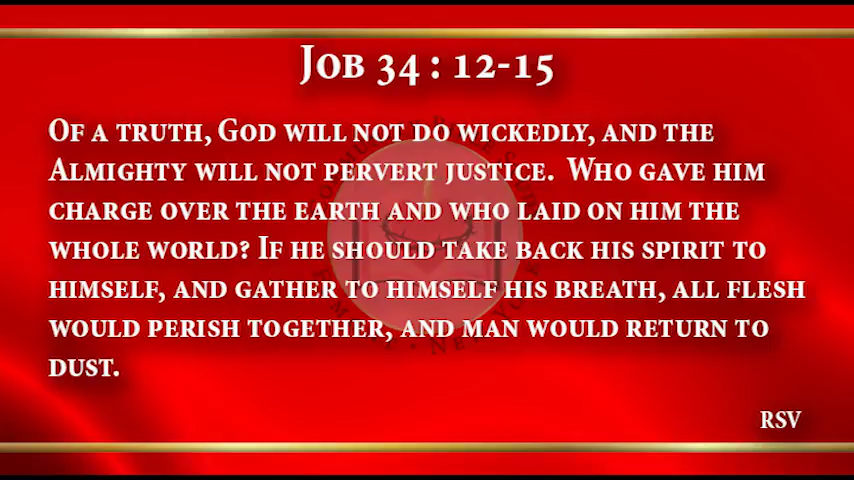 Job 34 : 12-15
Of a truth, God will not do wickedly, and the
Almighty will not pervert justice.  Who gave him
charge over the earth and who laid on him the
whole world? If he should take back his spirit to
himself, and gather to himself his breath, all flesh
would perish together, and man would return to
dust.
RSV